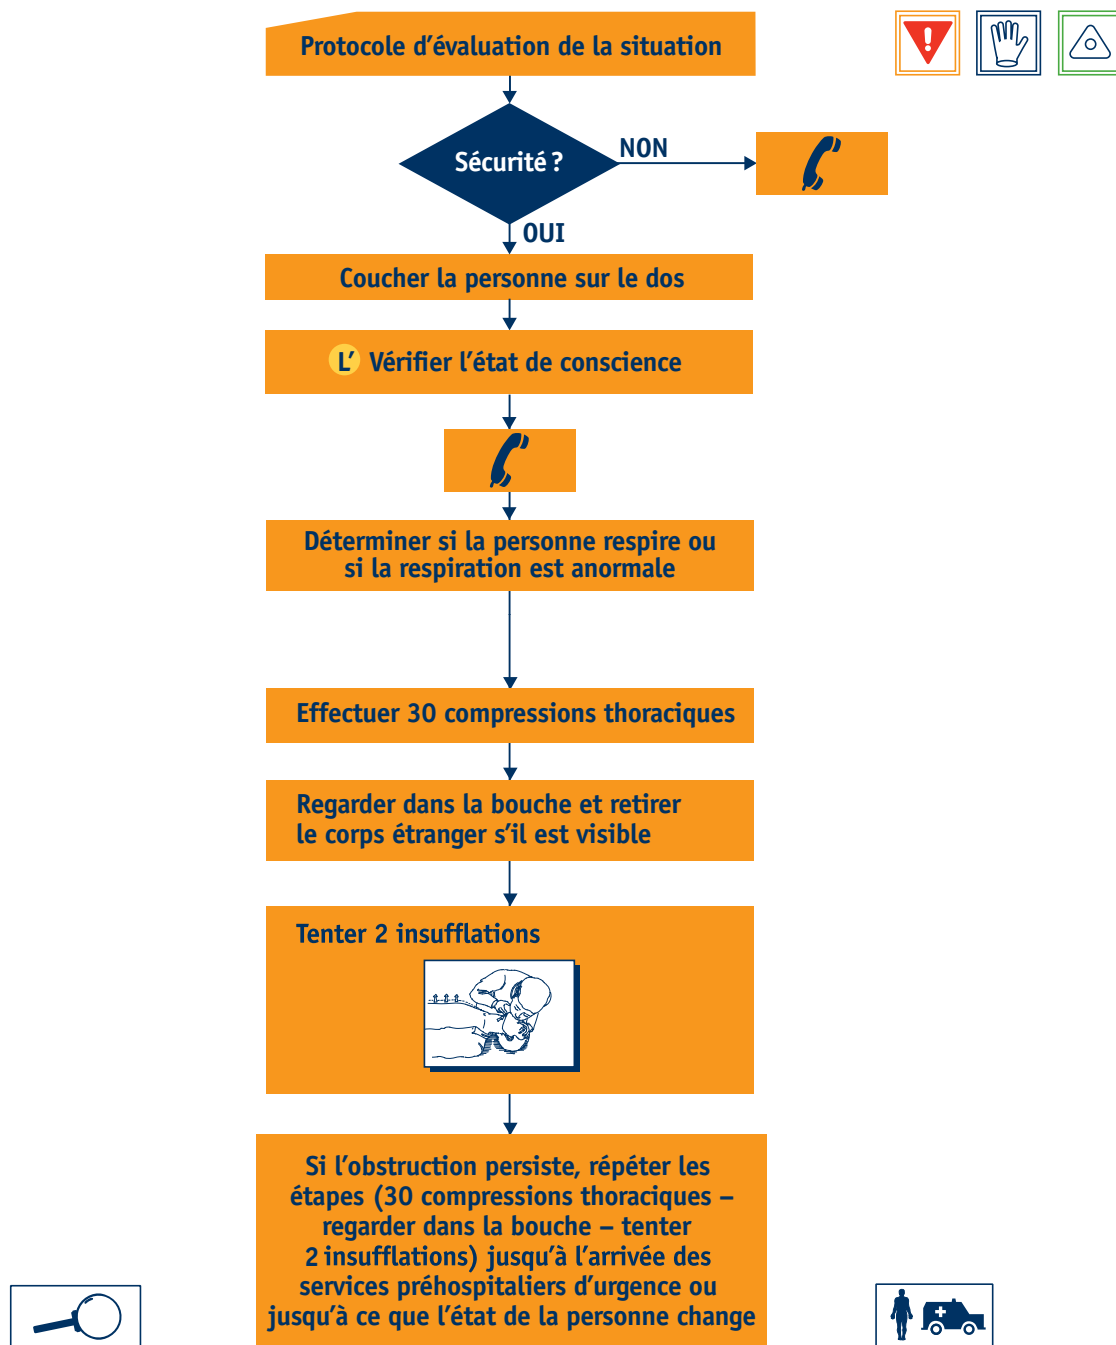 Protocole d'évaluation de la situation
Sécurité ?
NON
OUI
Coucher la personne sur le dos
L' Vérifier l'état de conscience
Déterminer si la personne respire ou
si la respiration est anormale
Effectuer 30 compressions thoraciques
Regarder dans la bouche et retirer
le corps étranger s'il est visible
Tenter 2 insufflations
Si l'obstruction persiste, répéter les
étapes (30 compressions thoraciques –
regarder dans la bouche – tenter
2 insufflations) jusqu'à l'arrivée des
services préhospitaliers d'urgence ou
jusqu'à ce que l'état de la personne change